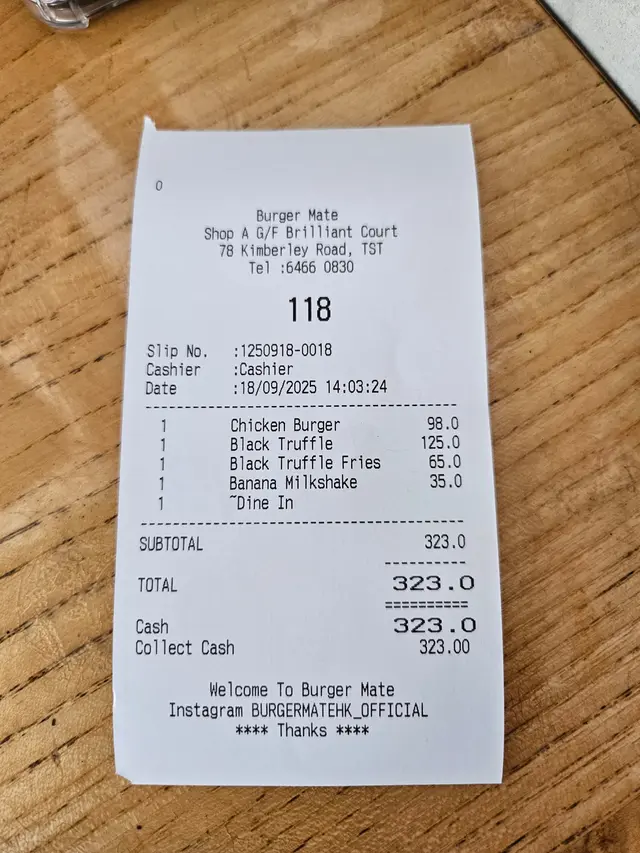 0
Burger Mate
Shop A G/F Brilliant Court
78 Kimberley Road, TST
Tel :6466 0830
118
Slip No. :1250918-0018
Cashier :Cashier
Date :18/09/2025 14:03:24
1 Chicken Burger 98.0
1 Black Truffle 125.0
1 Black Truffle Fries 65.0
1 Banana Milkshake 35.0
1 ~Dine In
SUBTOTAL 323.0
TOTAL 323.0
Cash 323.0
Collect Cash 323.00
Welcome To Burger Mate
Instagram BURGERMATEHK_OFFICIAL
**** Thanks ****